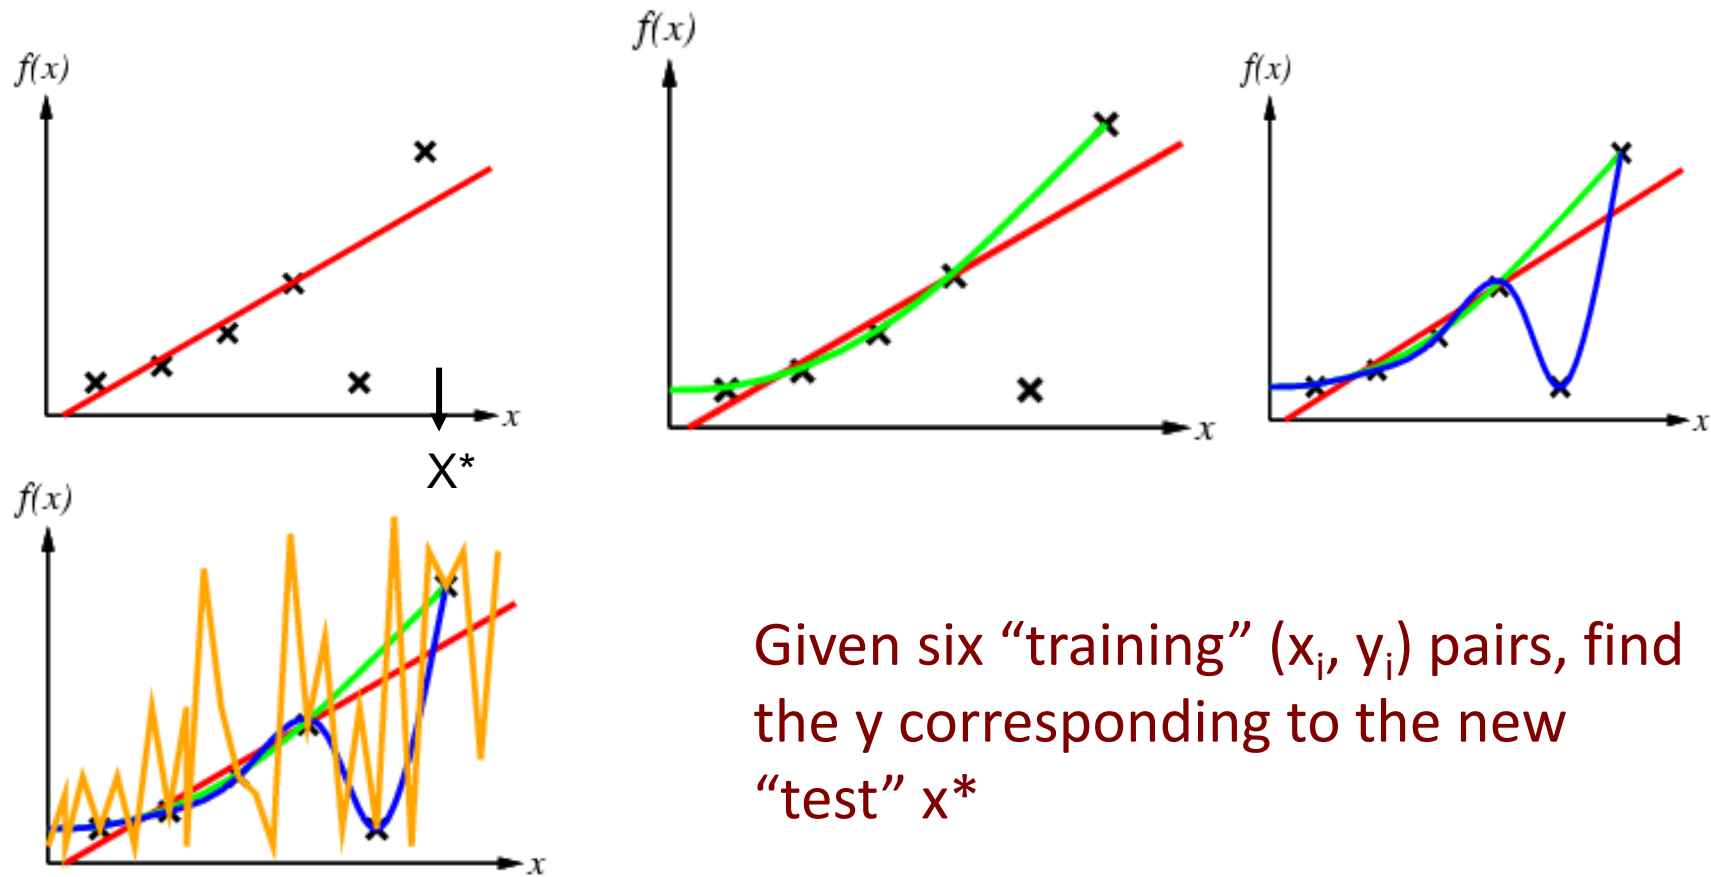 f(x)
x
X*
f(x)
x
f(x)
x
f(x)
x
Given six “training” (xᵢ, yᵢ) pairs, find
the y corresponding to the new
“test” x*